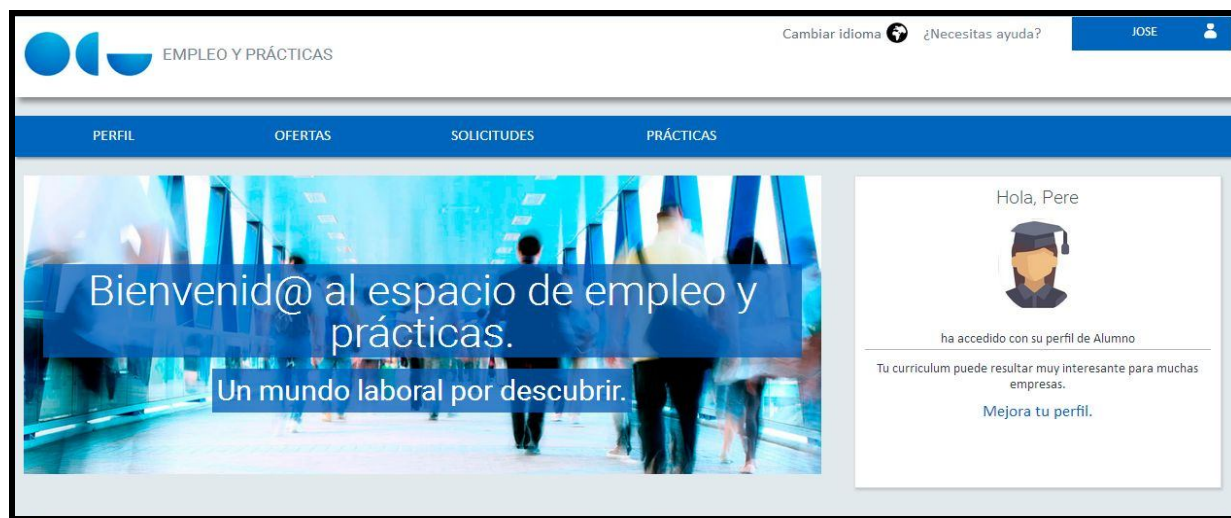 EMPLEO Y PRÁCTICAS
Cambiar idioma
¿Necesitas ayuda?
JOSE
PERFIL
OFERTAS
SOLICITUDES
PRÁCTICAS
Bienvenid@ al espacio de empleo y
prácticas.
Un mundo laboral por descubrir.
Hola, Pere
ha accedido con su perfil de Alumno
Tu curriculum puede resultar muy interesante para muchas
empresas.
Mejora tu perfil.